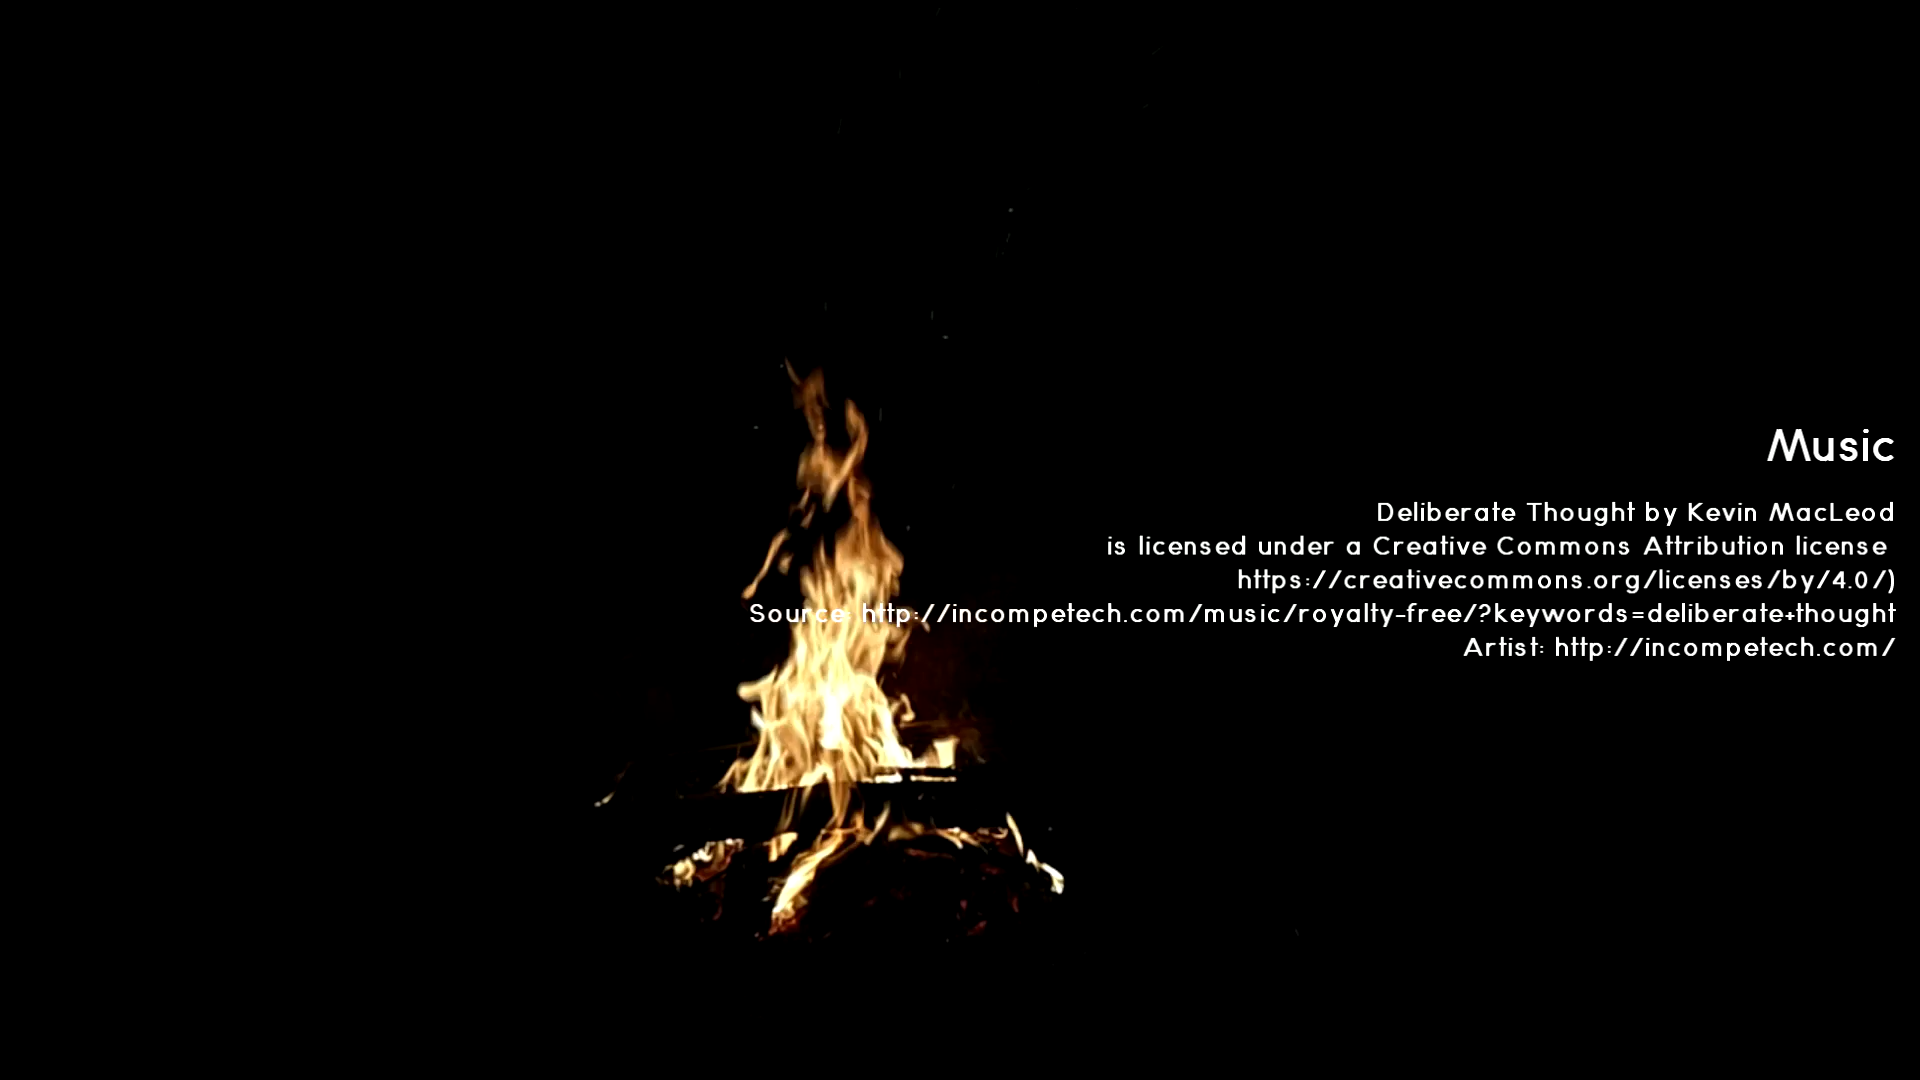 Music
Deliberate Thought by Kevin MacLeod
is licensed under a Creative Commons Attribution license
https://creativecommons.org/licenses/by/4.0/)
Source: http://incompetech.com/music/royalty-free/?keywords=deliberate+thought
Artist: http://incompetech.com/